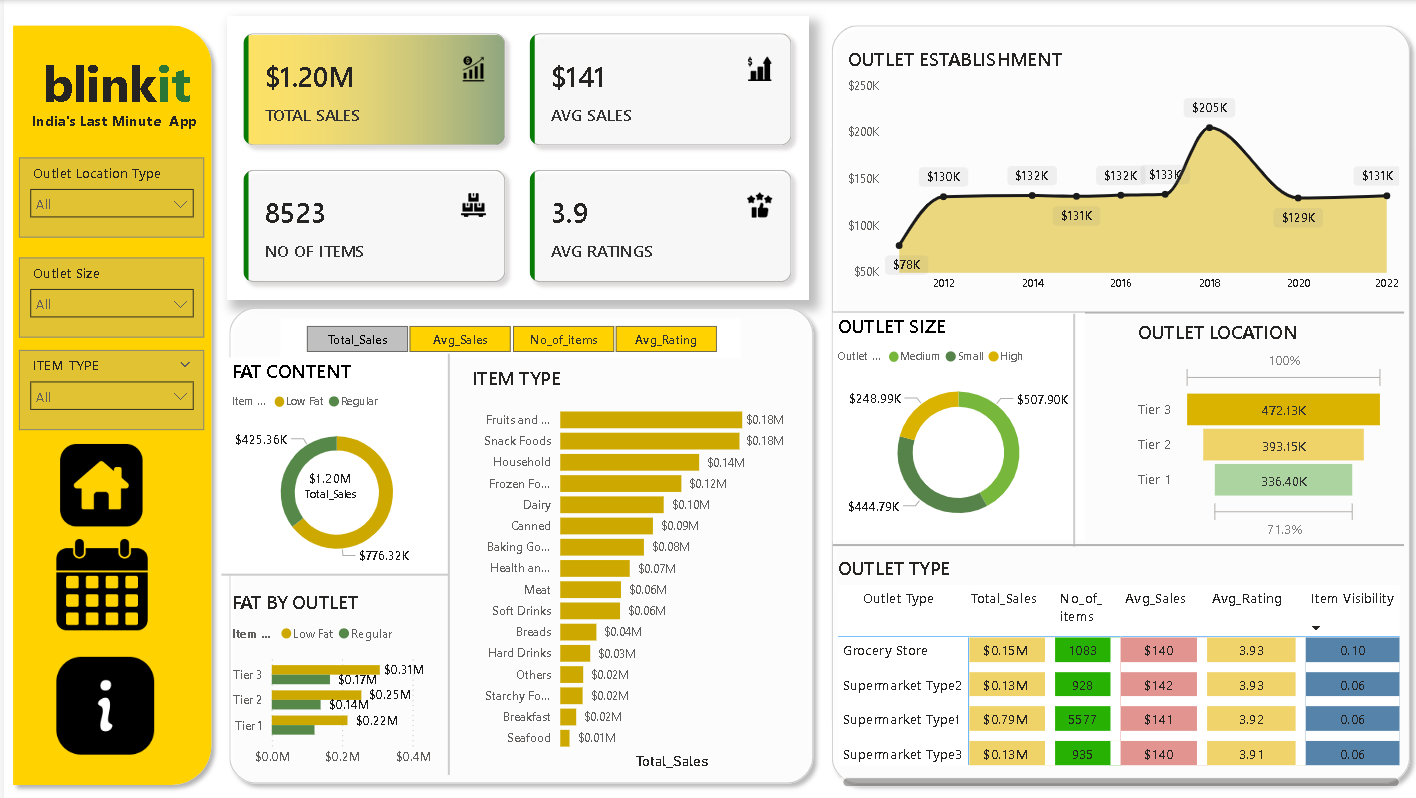 blinkit
India's Last Minute App
Outlet Location Type
All
Outlet Size
All
ITEM TYPE
All
$1.20M
TOTAL SALES
$141
AVG SALES
8523
NO OF ITEMS
3.9
AVG RATINGS
Total_Sales
Avg_Sales
No_of_items
Avg_Rating
FAT CONTENT
Item ... Low Fat Regular
$425.36K
$1.20M
Total_Sales
$776.32K
FAT BY OUTLET
Item ... Low Fat Regular
Tier 3 $0.31M
$0.17M
Tier 2 $0.25M
$0.14M
Tier 1 $0.22M
$0.0M $0.2M $0.4M
ITEM TYPE
Fruits and ... $0.18M
Snack Foods $0.18M
Household $0.14M
Frozen Fo... $0.12M
Dairy $0.10M
Canned $0.09M
Baking Go... $0.08M
Health an... $0.07M
Meat $0.06M
Soft Drinks $0.06M
Breads $0.04M
Hard Drinks $0.03M
Others $0.02M
Starchy Fo... $0.02M
Breakfast $0.02M
Seafood $0.01M
Total_Sales
OUTLET ESTABLISHMENT
$250K
$200K
$150K
$100K
$50K
$78K
$130K
$132K
$131K
$132K
$133K
$205K
$129K
$131K
2012 2014 2016 2018 2020 2022
OUTLET SIZE
Outlet ... Medium Small High
$248.99K
$507.90K
$444.79K
OUTLET LOCATION
100%
Tier 3 472.13K
Tier 2 393.15K
Tier 1 336.40K
71.3%
OUTLET TYPE
Outlet Type Total_Sales No_of_items Avg_Sales Avg_Rating Item Visibility
Grocery Store $0.15M 1083 $140 3.93 0.10
Supermarket Type2 $0.13M 928 $142 3.93 0.06
Supermarket Type1 $0.79M 5577 $141 3.92 0.06
Supermarket Type3 $0.13M 935 $140 3.91 0.06